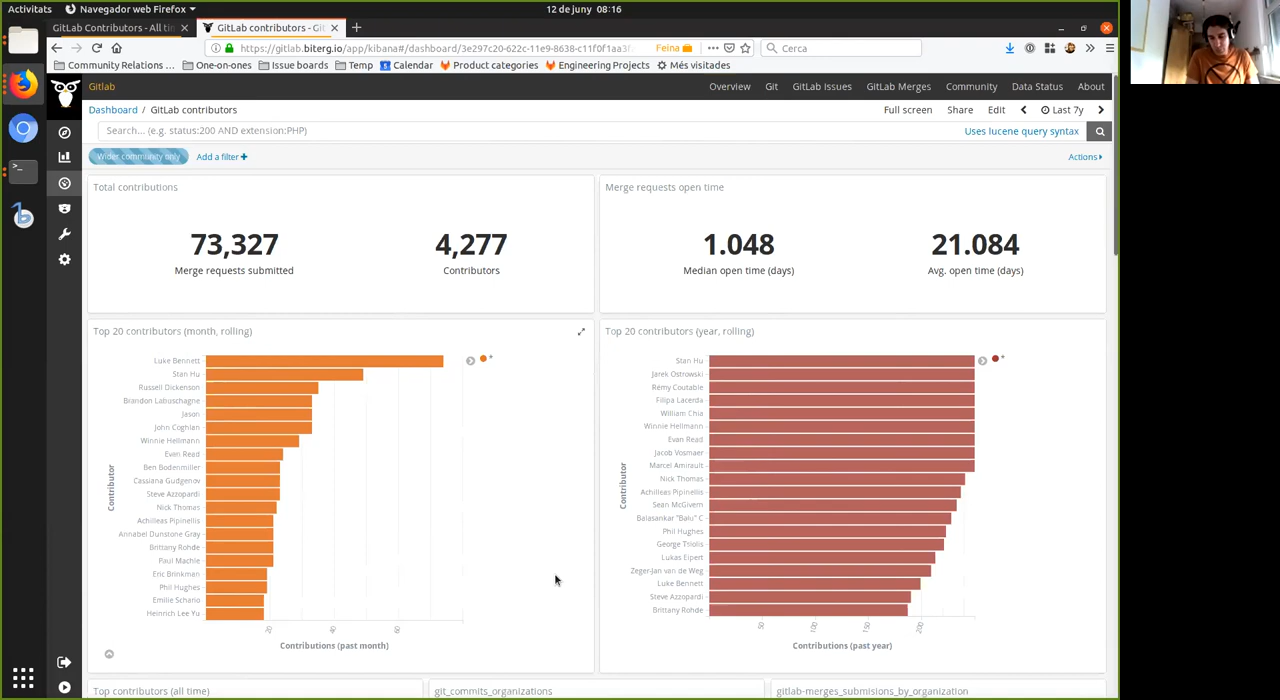 Activitats
Navegador web Firefox
12 de juny 08:16
GitLab Contributors - All tin
GitLab contributors - Git
https://gitlab.biterg.io/app/kibana#/dashboard/3e297c20-622c-11e9-8638-c11f0f1aa3
Feina
Cerca
Community Relations ...
One-on-ones
Issue boards
Temp
Calendar
Product categories
Engineering Projects
Més visitades
Gitlab
Overview
Git
GitLab Issues
GitLab Merges
Community
Data Status
About
Dashboard / GitLab contributors
Full screen
Share
Edit
Last 7y
Search... (e.g. status:200 AND extension:PHP)
Uses lucene query syntax
Wider community only
Add a filter +
Actions
Total contributions
73,327
Merge requests submitted
4,277
Contributors
Merge requests open time
1.048
Median open time (days)
21.084
Avg. open time (days)
Top 20 contributors (month, rolling)
Contributor
Luke Bennett
Stan Hu
Russell Dickenson
Brandon Labuschagne
Jason
John Coghlan
Winnie Hellmann
Evan Read
Ben Bodenmiller
Cassiana Gudgenov
Steve Azzopardi
Nick Thomas
Achilleas Pipinellis
Annabel Dunstone Gray
Brittany Rohde
Paul Machle
Eric Brinkman
Phil Hughes
Emilie Schario
Heinrich Lee Yu
20
40
60
Contributions (past month)
Top 20 contributors (year, rolling)
Contributor
Stan Hu
Jarek Ostrowski
Rémy Coutable
Filipa Lacerda
William Chia
Winnie Hellmann
Evan Read
Jacob Vosmaer
Marcel Amirault
Nick Thomas
Achilleas Pipinellis
Sean McGivern
Balasankar "Balu" C
Phil Hughes
George Tsiolis
Lukas Eipert
Zeger-Jan van de Weg
Luke Bennett
Steve Azzopardi
Brittany Rohde
50
100
150
200
Contributions (past year)
Top contributors (all time)
git_commits_organizations
gitlab-merges_submisions_by_organization